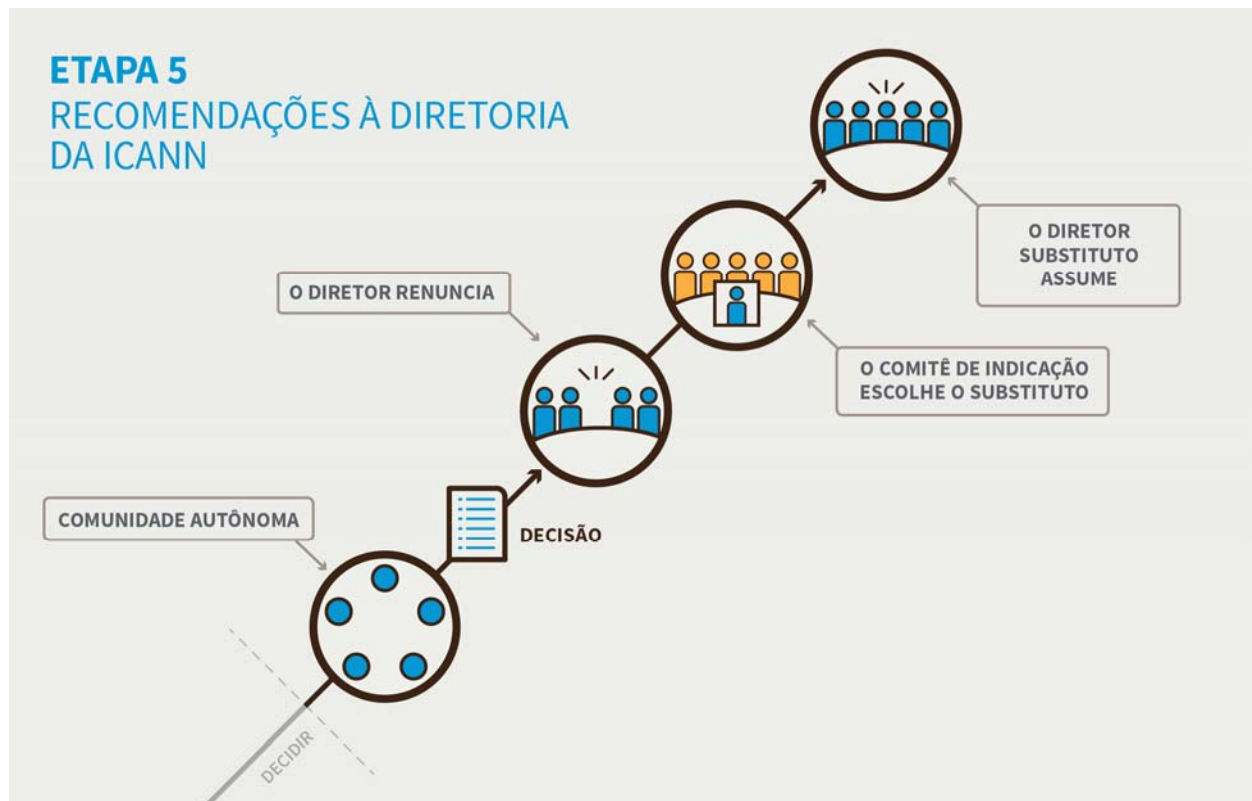 ETAPA 5
RECOMENDAÇÕES À DIRETORIA
DA ICANN
O DIRETOR
SUBSTITUTO
ASSUME
O DIRETOR RENUNCIA
O COMITÊ DE INDICAÇÃO
ESCOLHE O SUBSTITUTO
COMUNIDADE AUTÔNOMA
DECISÃO
DECIDIR